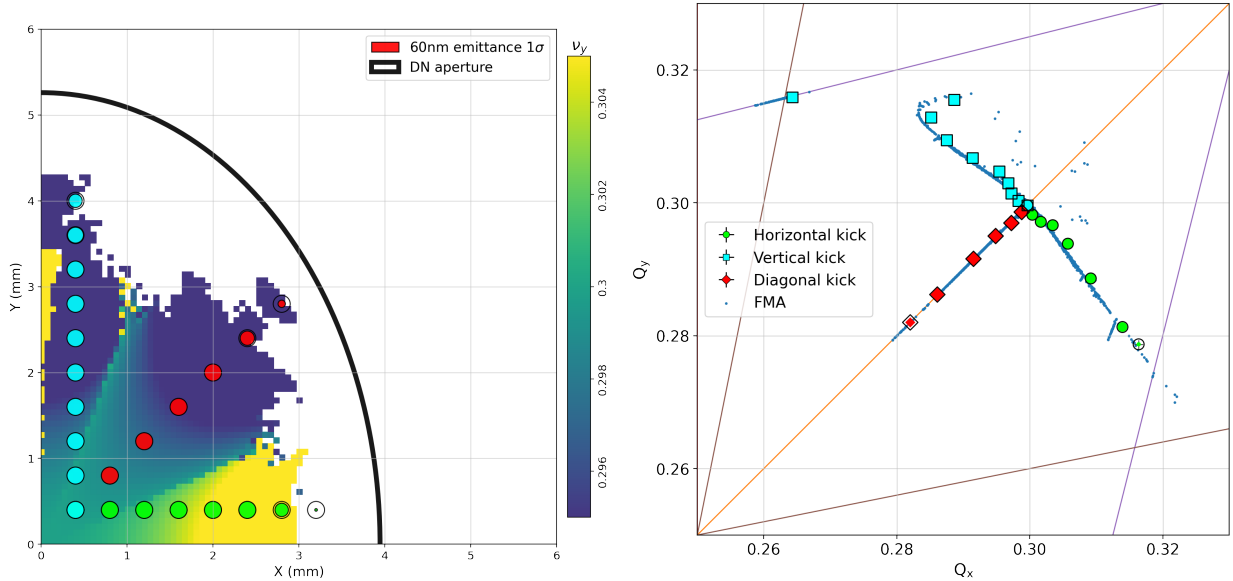 60nm emittance 1σ
DN aperture
ν_y
6
5
4
3
2
1
0
Y (mm)
0 1 2 3 4 5 6
X (mm)
0.304
0.302
0.3
0.298
0.296
0.32
0.30
0.28
0.26
Q_y
Horizontal kick
Vertical kick
Diagonal kick
FMA
0.26 0.28 0.30 0.32
Q_x